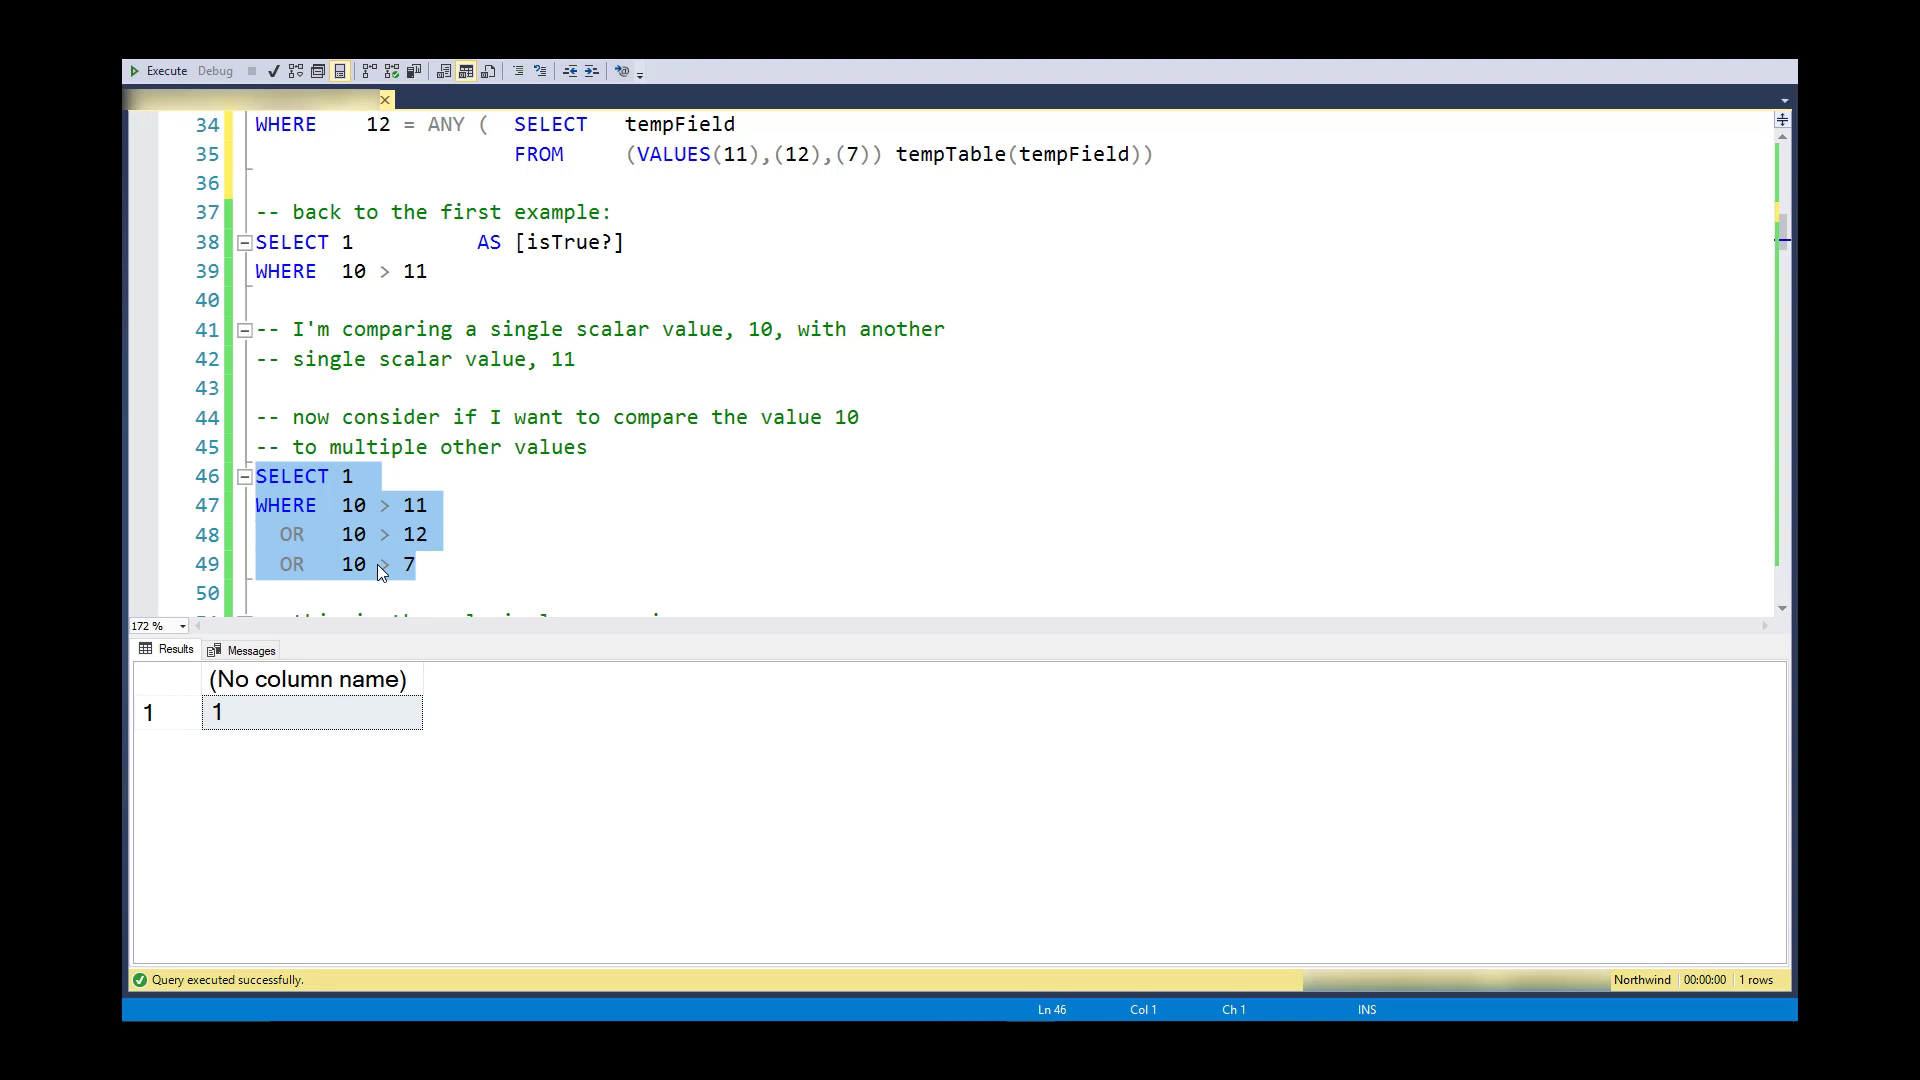 Execute Debug
34 WHERE 12 = ANY ( SELECT tempField
35 FROM (VALUES(11),(12),(7)) tempTable(tempField))
36
37 -- back to the first example:
38 SELECT 1 AS [isTrue?]
39 WHERE 10 > 11
40
41 -- I'm comparing a single scalar value, 10, with another
42 -- single scalar value, 11
43
44 -- now consider if I want to compare the value 10
45 -- to multiple other values
46 SELECT 1
47 WHERE 10 > 11
48 OR 10 > 12
49 OR 10 > 7
50
172 %
Results Messages
(No column name)
1 1
Query executed successfully. Northwind 00:00:00 1 rows
Ln 46 Col 1 Ch 1 INS